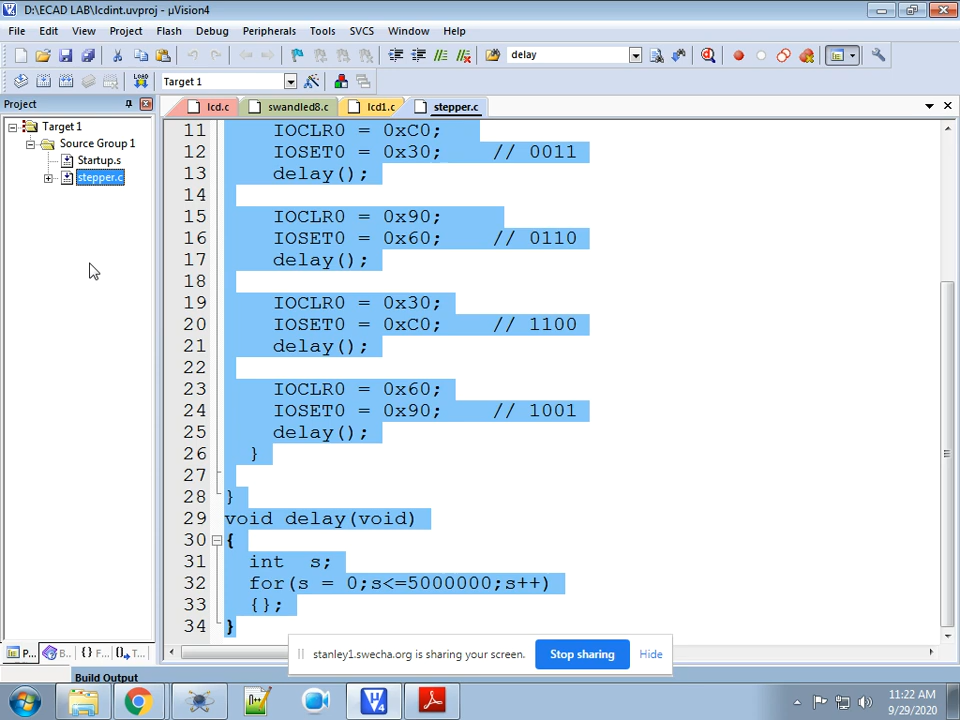 D:\ECAD LAB\lcdint.uvproj - µVision4
File Edit View Project Flash Debug Peripherals Tools SVCS Window Help
delay
LOAD Target 1
Project
lcd.c swandled8.c lcd1.c stepper.c
Target 1
Source Group 1
Startup.s
stepper.c
11 IOCLR0 = 0xC0;
12 IOSET0 = 0x30; // 0011
13 delay();
14
15 IOCLR0 = 0x90;
16 IOSET0 = 0x60; // 0110
17 delay();
18
19 IOCLR0 = 0x30;
20 IOSET0 = 0xC0; // 1100
21 delay();
22
23 IOCLR0 = 0x60;
24 IOSET0 = 0x90; // 1001
25 delay();
26 }
27
28 }
29 void delay(void)
30 {
31 int s;
32 for(s = 0;s<=5000000;s++)
33 {};
34 }
P... B... {} F... 0→ T...
stanley1.swecha.org is sharing your screen. Stop sharing Hide
Build Output
11:22 AM
9/29/2020